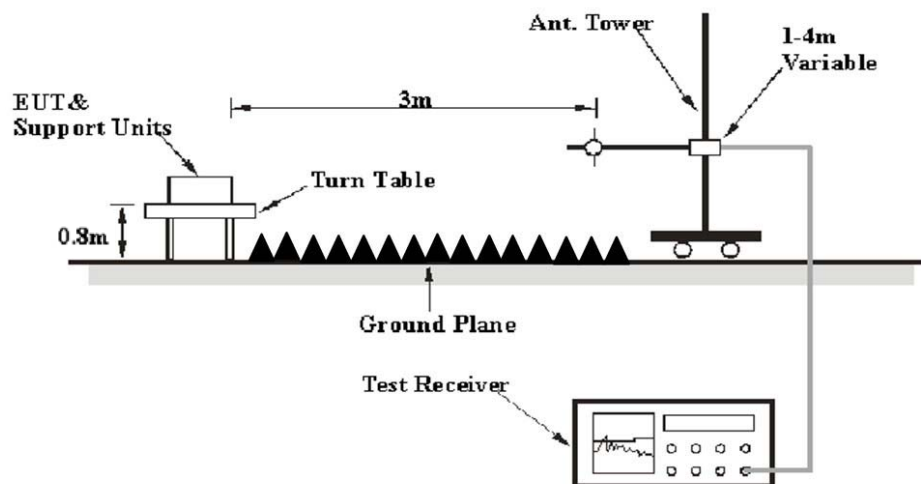 Ant. Tower
1-4m
Variable
EUT&
Support Units
3m
Turn Table
0.8m
Ground Plane
Test Receiver